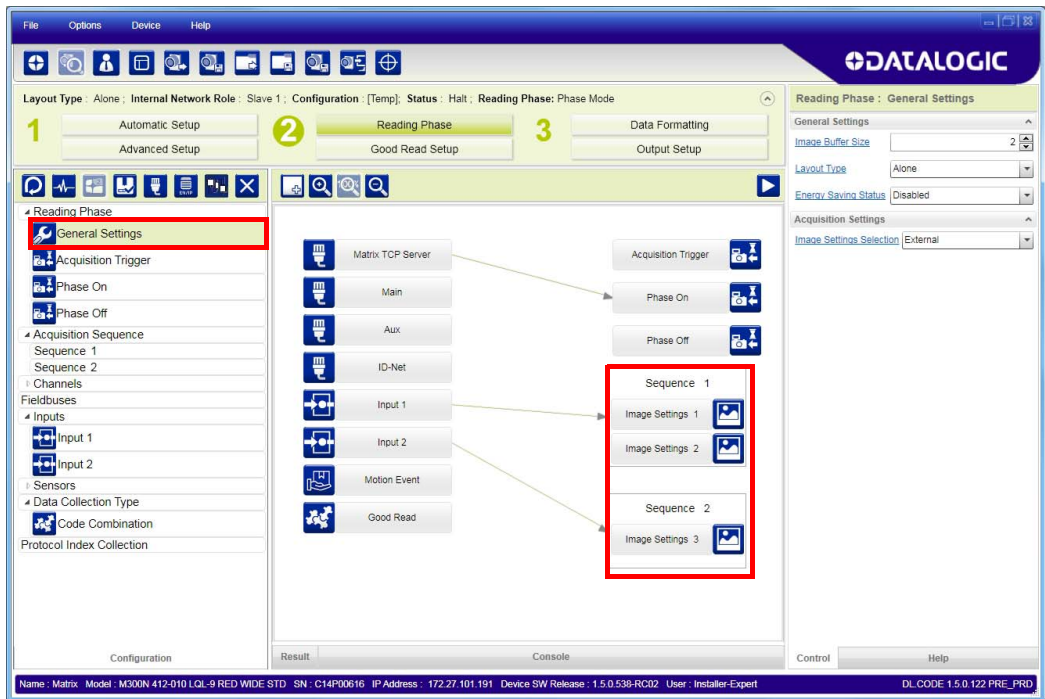 File Options Device Help
DATALOGIC
Layout Type : Alone ; Internal Network Role : Slave 1 ; Configuration : [Temp]; Status : Halt ; Reading Phase: Phase Mode
1 Automatic Setup
Advanced Setup
2 Reading Phase
Good Read Setup
3 Data Formatting
Output Setup
Reading Phase
General Settings
Acquisition Trigger
Phase On
Phase Off
Acquisition Sequence
Sequence 1
Sequence 2
Channels
Fieldbuses
Inputs
Input 1
Input 2
Sensors
Data Collection Type
Code Combination
Protocol Index Collection
Configuration
Matrix TCP Server
Main
Aux
ID-Net
Input 1
Input 2
Motion Event
Good Read
Acquisition Trigger
Phase On
Phase Off
Sequence 1
Image Settings 1
Image Settings 2
Sequence 2
Image Settings 3
Result Console
Reading Phase : General Settings
General Settings
Image Buffer Size 2
Layout Type Alone
Energy Saving Status Disabled
Acquisition Settings
Image Settings Selection External
Control Help
Name : Matrix Model : M300N 412-010 LQL-9 RED WIDE STD SN : C14P00616 IP Address : 172.27.101.191 Device SW Release : 1.5.0.538-RC02 User : Installer-Expert DL.CODE 1.5.0.122 PRE_PRD